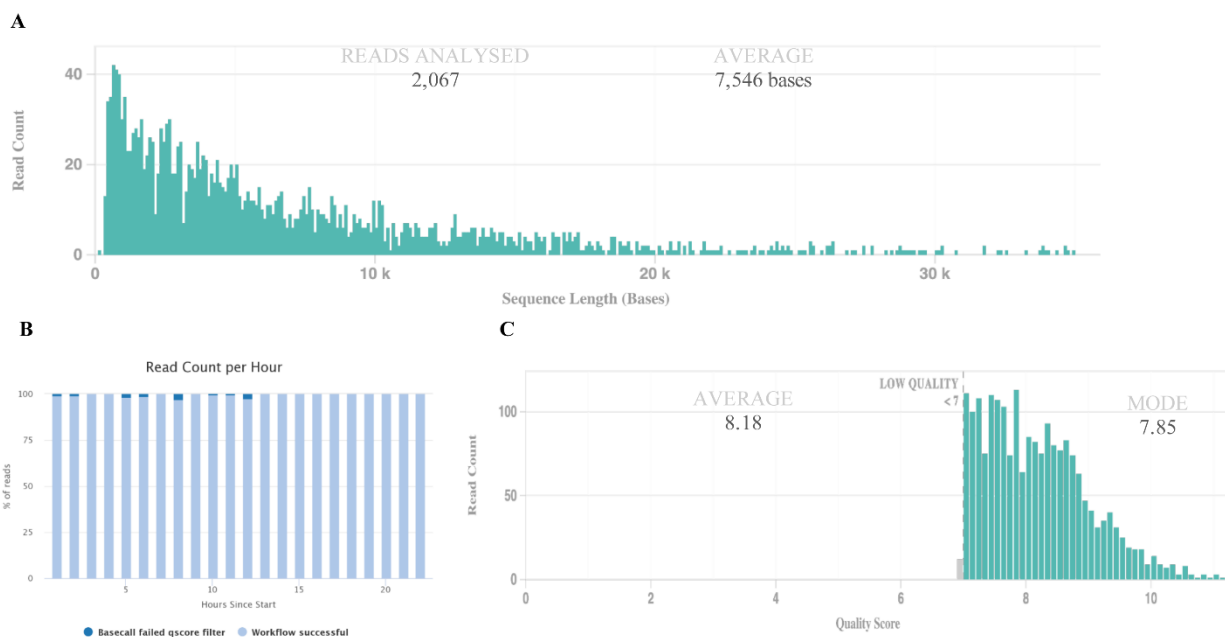 A
READS ANALYSED
2,067
AVERAGE
7,546 bases
Read Count
40
20
0
0
10 k
20 k
30 k
Sequence Length (Bases)
B
Read Count per Hour
% of reads
100
75
50
25
0
5
10
15
20
Hours Since Start
Basecall failed qscore filter
Workflow successful
C
LOW QUALITY
<7
AVERAGE
8.18
MODE
7.85
Read Count
100
50
0
0
2
4
6
8
10
Quality Score